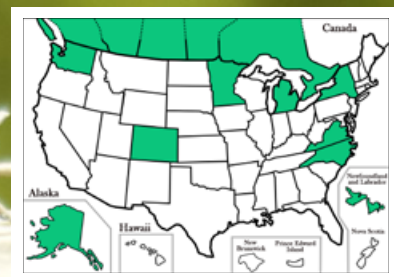 Canada
Newfoundland
and Labrador
Alaska
Hawaii
New
Brunswick
Prince Edward
Island
Nova Scotia